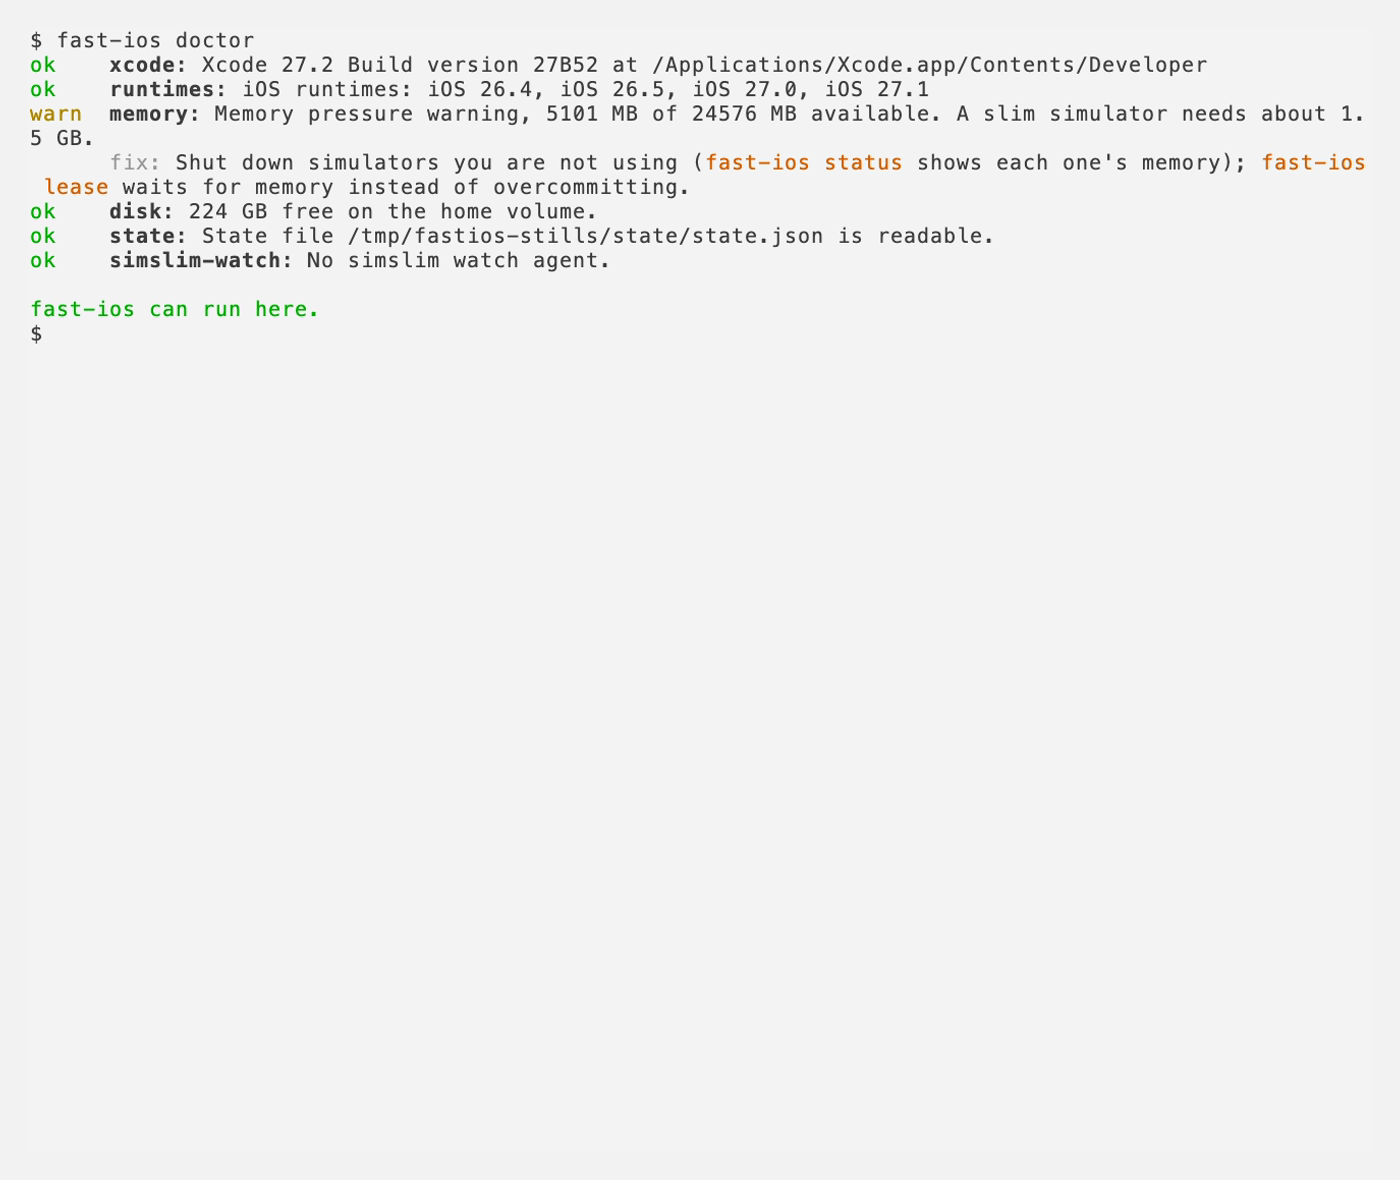 $ fast-ios doctor
ok    xcode: Xcode 27.2 Build version 27B52 at /Applications/Xcode.app/Contents/Developer
ok    runtimes: iOS runtimes: iOS 26.4, iOS 26.5, iOS 27.0, iOS 27.1
warn  memory: Memory pressure warning, 5101 MB of 24576 MB available. A slim simulator needs about 1.
5 GB.
      fix: Shut down simulators you are not using (fast-ios status shows each one's memory); fast-ios
 lease waits for memory instead of overcommitting.
ok    disk: 224 GB free on the home volume.
ok    state: State file /tmp/fastios-stills/state/state.json is readable.
ok    simslim-watch: No simslim watch agent.

fast-ios can run here.
$